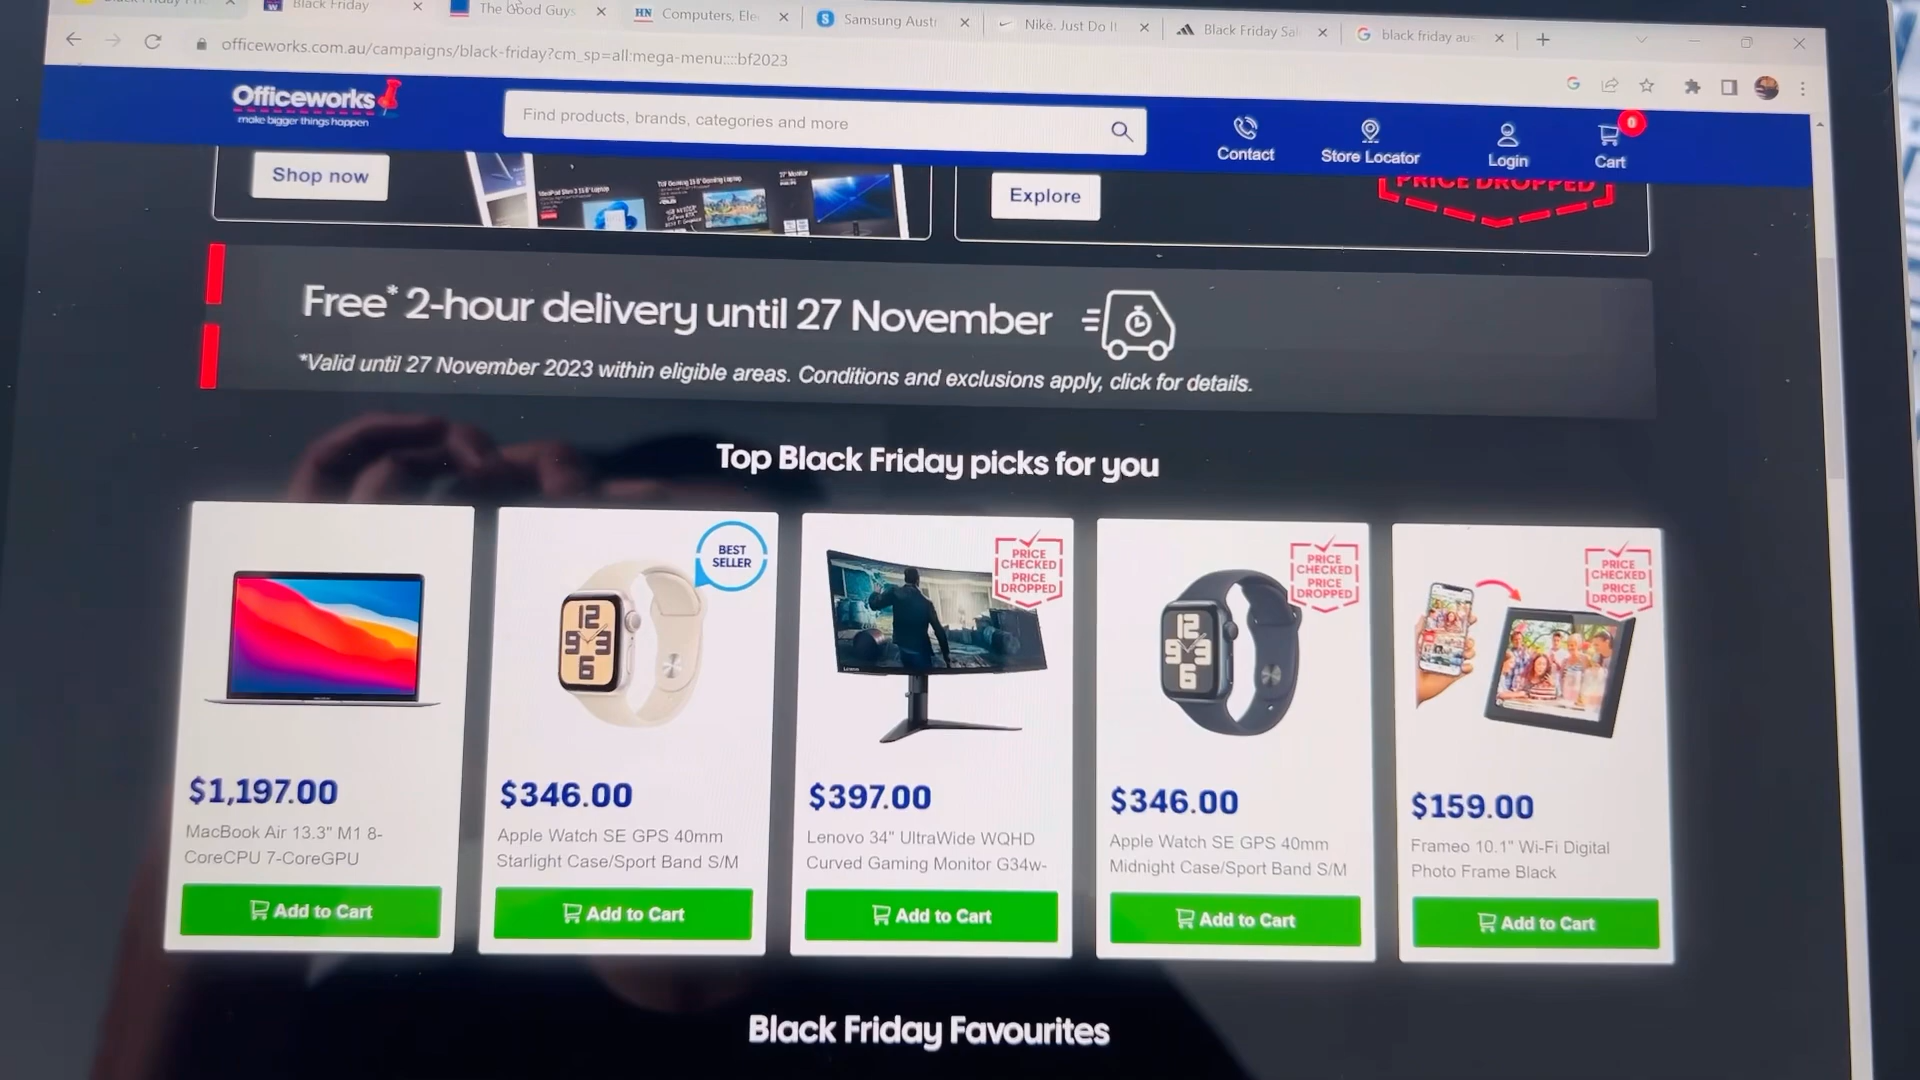 Black Friday
The Good Guys
HN
Computers, Ele
S
Samsung Austr
Nike. Just Do It
Black Friday Sal
G
black friday aus
officeworks.com.au/campaigns/black-friday?cm_sp=all:mega-menu::::bf2023
G
Officeworks
make bigger things happen
Find products, brands, categories and more
Contact
Store Locator
Login
0
Cart
Shop now
Explore
PRICE DROPPED
Free* 2-hour delivery until 27 November
*Valid until 27 November 2023 within eligible areas. Conditions and exclusions apply, click for details.
Top Black Friday picks for you
BEST
SELLER
PRICE
CHECKED
PRICE
DROPPED
PRICE
CHECKED
PRICE
DROPPED
PRICE
CHECKED
PRICE
DROPPED
$1,197.00
MacBook Air 13.3" M1 8-
CoreCPU 7-CoreGPU
Add to Cart
$346.00
Apple Watch SE GPS 40mm
Starlight Case/Sport Band S/M
Add to Cart
$397.00
Lenovo 34" UltraWide WQHD
Curved Gaming Monitor G34w-
Add to Cart
$346.00
Apple Watch SE GPS 40mm
Midnight Case/Sport Band S/M
Add to Cart
$159.00
Frameo 10.1" Wi-Fi Digital
Photo Frame Black
Add to Cart
Black Friday Favourites